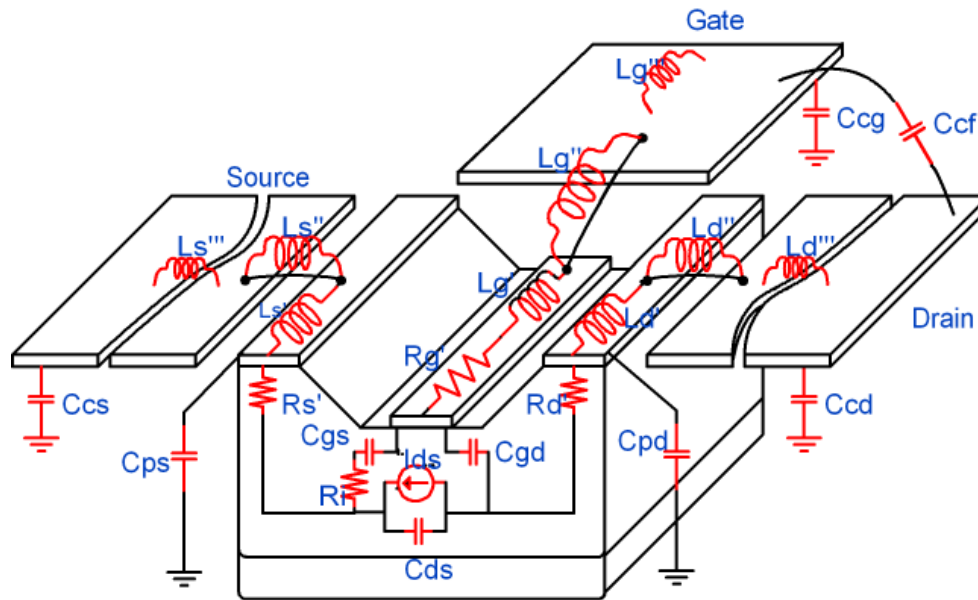 Gate
Lg'''
Ccg
Ccf
Lg''
Source
Ls'''
Ls''
Ld''
Ld'''
Lg'
Ls'
Ld'
Drain
Rg'
Ccs
Rs'
Rd'
Ccd
Cgs
Cgd
Cps
Ids
Cpd
Ri
Cds